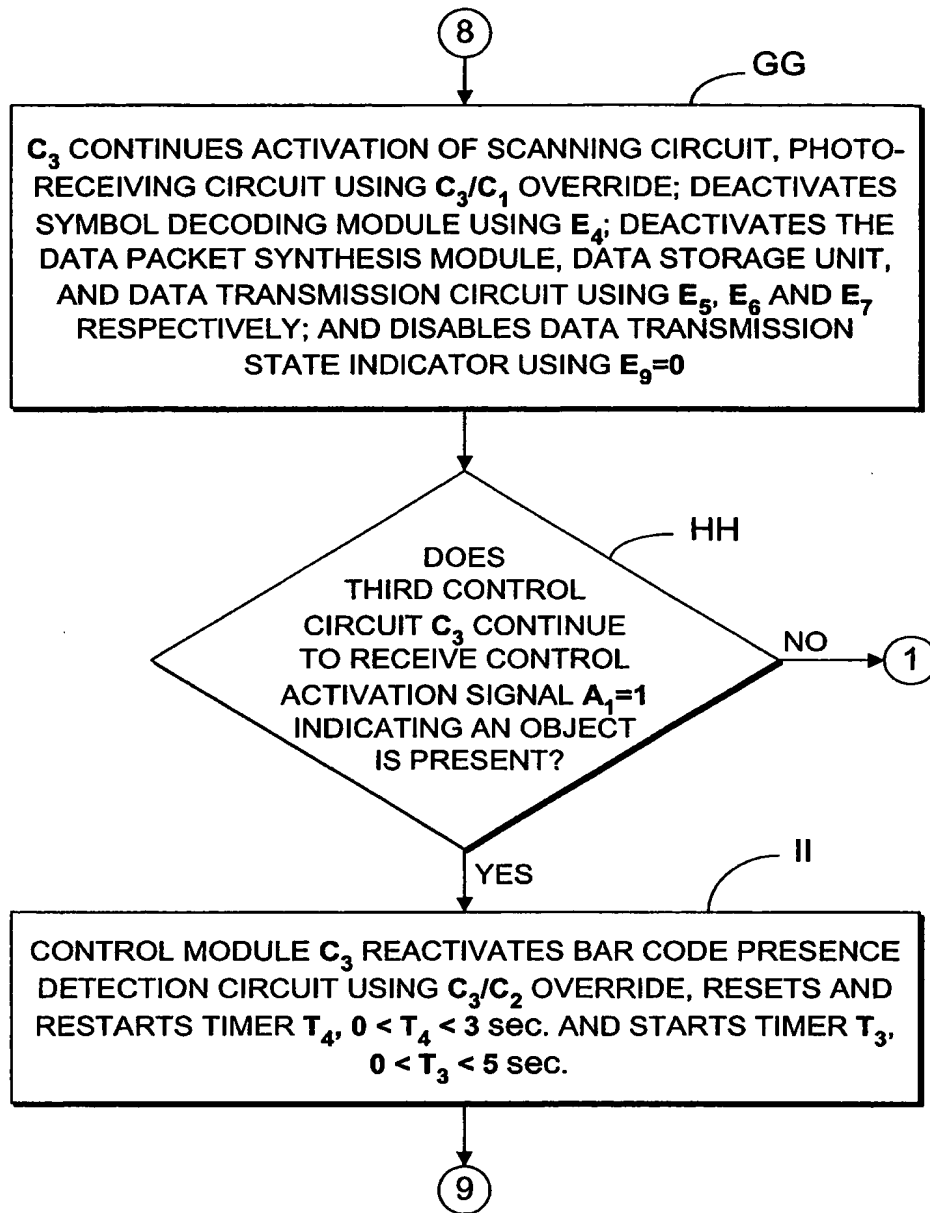 8
GG
C₃ CONTINUES ACTIVATION OF SCANNING CIRCUIT, PHOTO-
RECEIVING CIRCUIT USING C₃/C₁ OVERRIDE; DEACTIVATES
SYMBOL DECODING MODULE USING E₄; DEACTIVATES THE
DATA PACKET SYNTHESIS MODULE, DATA STORAGE UNIT,
AND DATA TRANSMISSION CIRCUIT USING E₅, E₆ AND E₇
RESPECTIVELY; AND DISABLES DATA TRANSMISSION
STATE INDICATOR USING E₉=0
HH
DOES
THIRD CONTROL
CIRCUIT C₃ CONTINUE
TO RECEIVE CONTROL
ACTIVATION SIGNAL A₁=1
INDICATING AN OBJECT
IS PRESENT?
NO
1
YES
II
CONTROL MODULE C₃ REACTIVATES BAR CODE PRESENCE
DETECTION CIRCUIT USING C₃/C₂ OVERRIDE, RESETS AND
RESTARTS TIMER T₄, 0 < T₄ < 3 sec. AND STARTS TIMER T₃,
0 < T₃ < 5 sec.
9